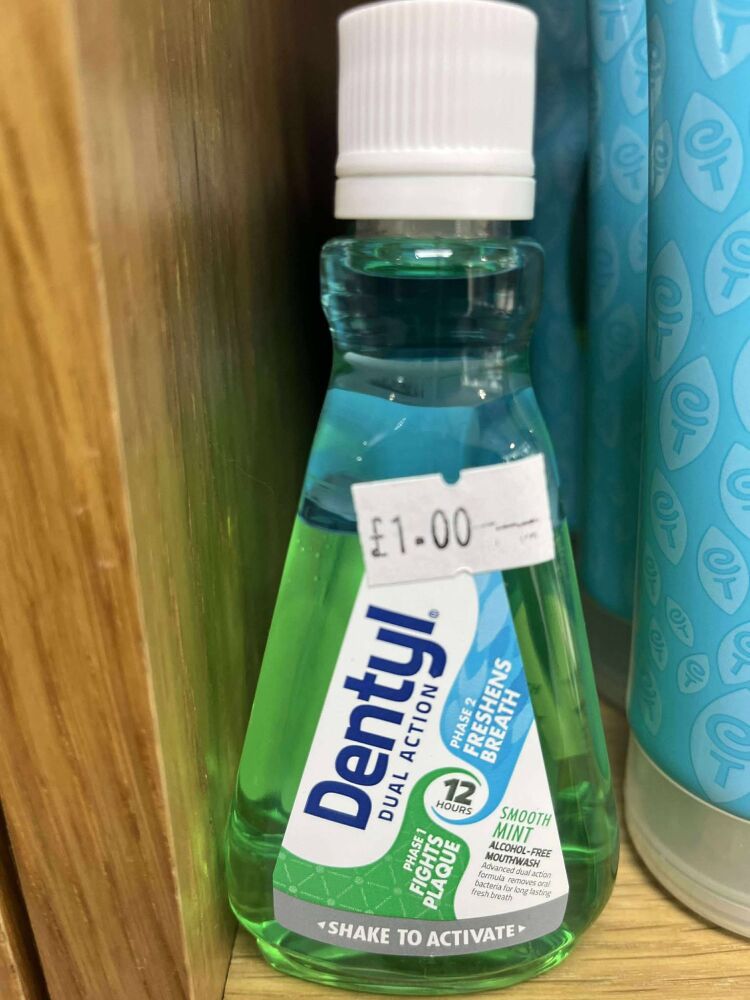 £1.00
Dentyl®
DUAL ACTION
PHASE 2
FRESHENS
BREATH
12
HOURS
PHASE 1
FIGHTS
PLAQUE
SMOOTH
MINT
ALCOHOL-FREE
MOUTHWASH
Advanced dual action
formula removes oral
bacteria for long lasting
fresh breath
SHAKE TO ACTIVATE